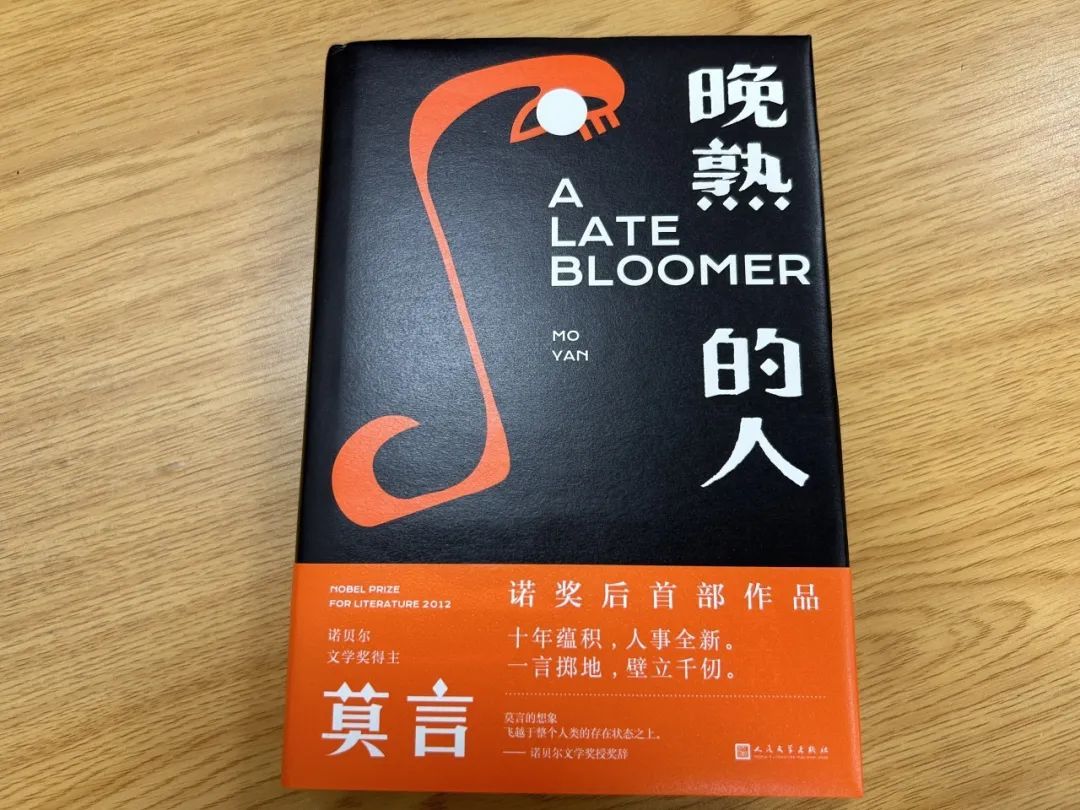 晚熟的人
A
LATE
BLOOMER
MO
YAN
NOBEL PRIZE
FOR LITERATURE 2012
诺贝尔
文学奖得主
莫言
诺奖后首部作品
十年蕴积，人事全新。
一言掷地，壁立千仞。
莫言的想象
飞越于整个人类的存在状态之上。
——诺贝尔文学奖授奖辞
人民文学出版社